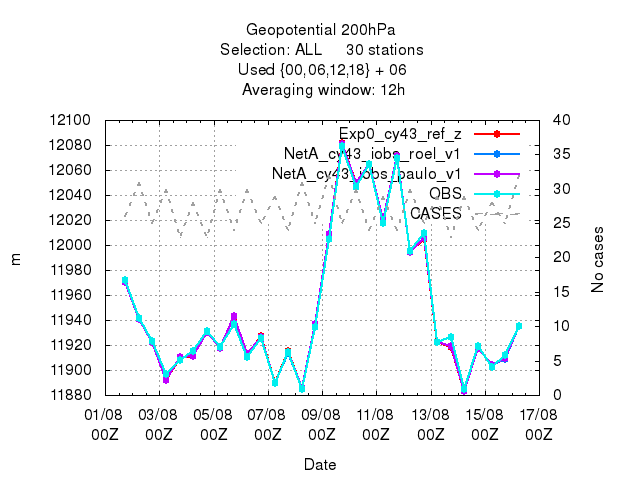 Geopotential 200hPa
Selection: ALL 30 stations
Used {00,06,12,18} + 06
Averaging window: 12h
12100
12080
12060
12040
12020
12000
11980
11960
11940
11920
11900
11880
40
35
30
25
20
15
10
5
0
Exp0_cy43_ref_z
NetA_cy43_iobs_roel_v1
NetA_cy43_iobs_paulo_v1
OBS
CASES
m
No cases
01/08 03/08 05/08 07/08 09/08 11/08 13/08 15/08 17/08
00Z 00Z 00Z 00Z 00Z 00Z 00Z 00Z 00Z
Date